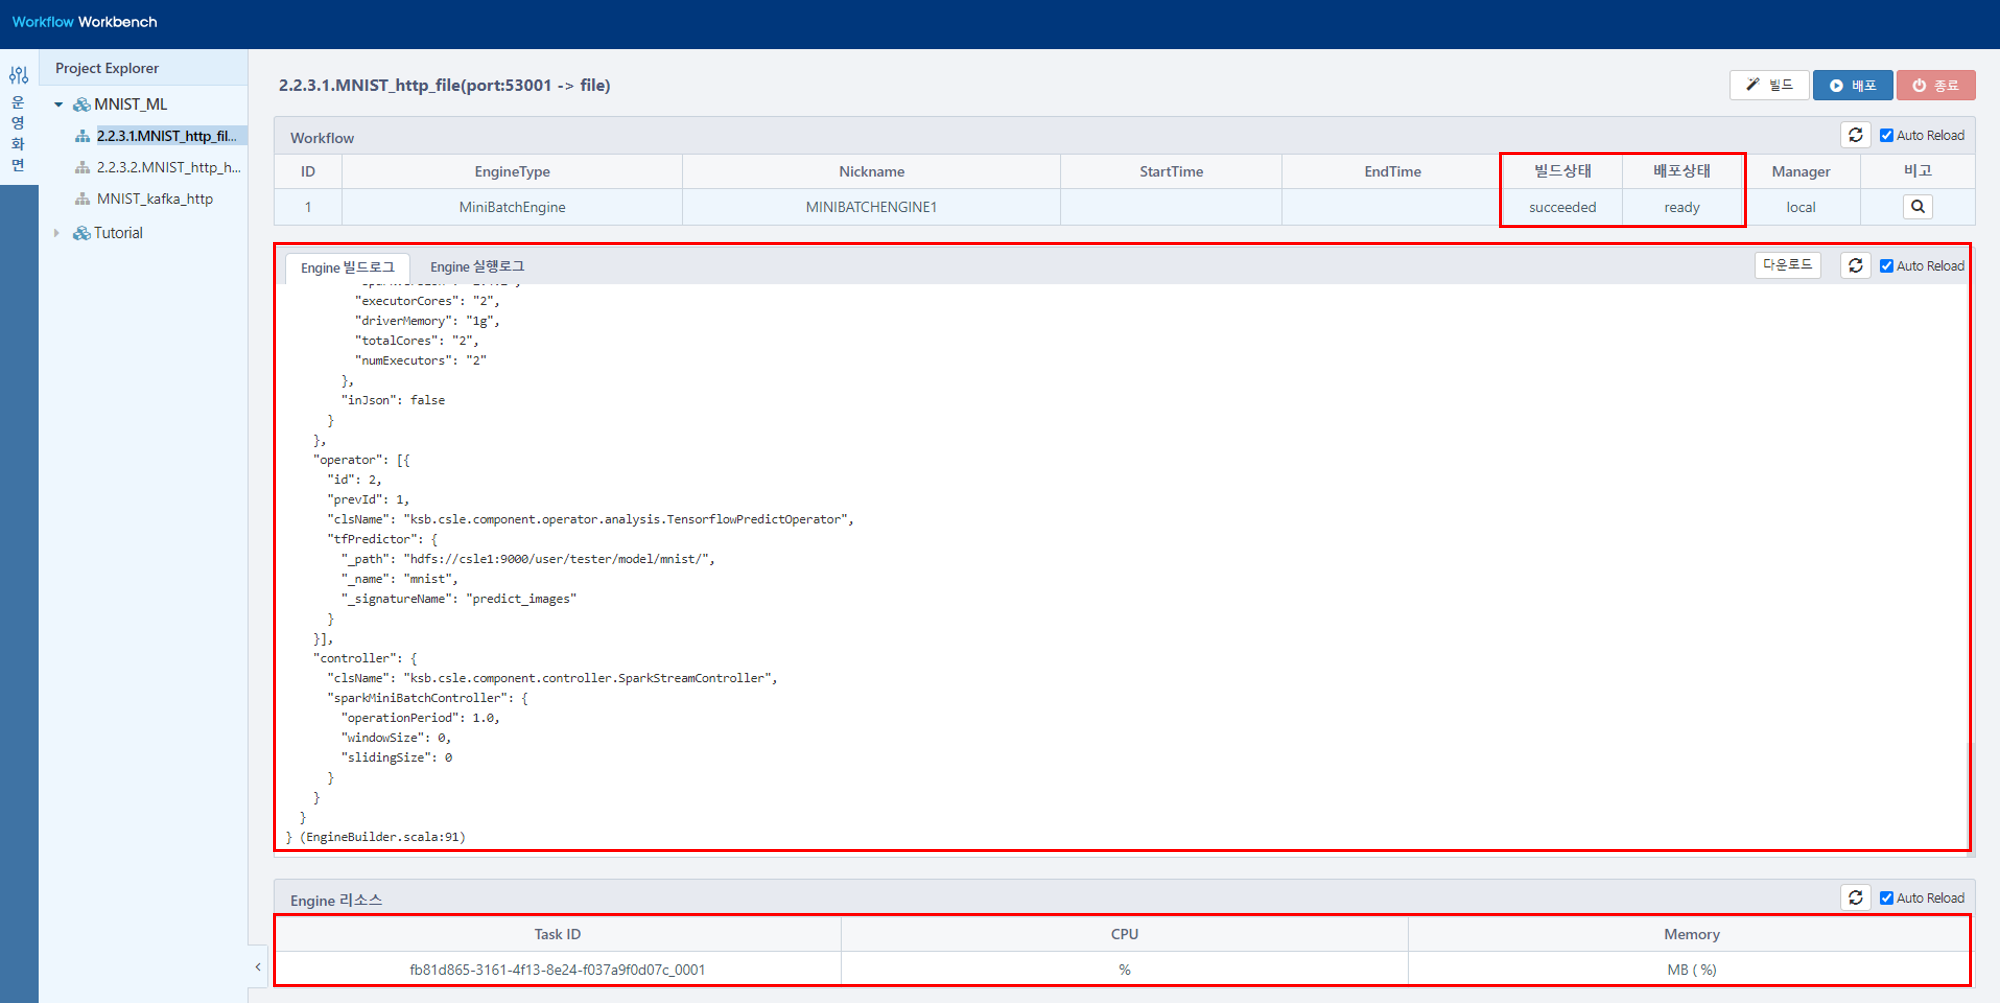 Workflow Workbench
운영화면
Project Explorer
MNIST_ML
2.2.3.1.MNIST_http_fil...
2.2.3.2.MNIST_http_h...
MNIST_kafka_http
Tutorial
2.2.3.1.MNIST_http_file(port:53001 -> file)
빌드 배포 종료
Workflow Auto Reload
ID EngineType Nickname StartTime EndTime 빌드상태 배포상태 Manager 비고
1 MiniBatchEngine MINIBATCHENGINE1 succeeded ready local
Engine 빌드로그 Engine 실행로그 다운로드 Auto Reload
"executorCores": "2",
"driverMemory": "1g",
"totalCores": "2",
"numExecutors": "2"
},
"inJson": false
}
},
"operator": [{
"id": 2,
"prevId": 1,
"clsName": "ksb.csle.component.operator.analysis.TensorflowPredictOperator",
"tfPredictor": {
"_path": "hdfs://csle1:9000/user/tester/model/mnist/",
"_name": "mnist",
"_signatureName": "predict_images"
}
}],
"controller": {
"clsName": "ksb.csle.component.controller.SparkStreamController",
"sparkMiniBatchController": {
"operationPeriod": 1.0,
"windowSize": 0,
"slidingSize": 0
}
}
}
} (EngineBuilder.scala:91)
Engine 리소스 Auto Reload
Task ID CPU Memory
fb81d865-3161-4f13-8e24-f037a9f0d07c_0001 % MB ( %)